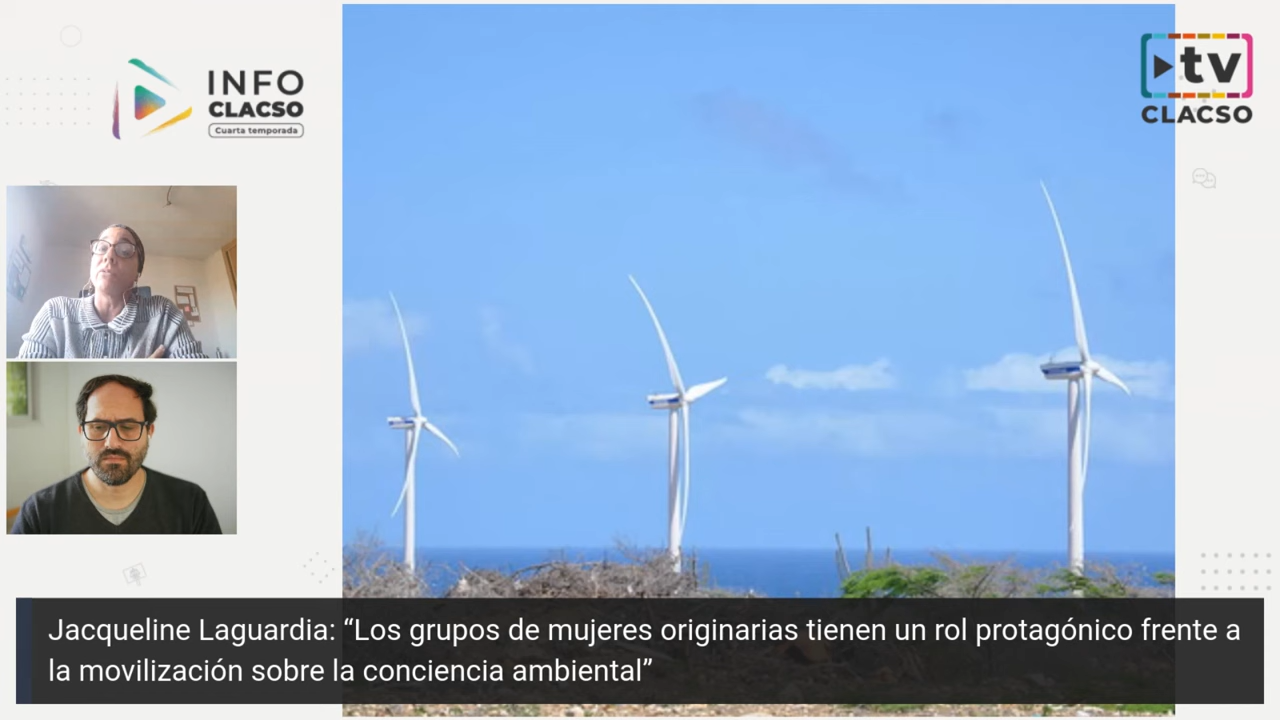 INFO
CLACSO
Cuarta temporada
tv
CLACSO
Jacqueline Laguardia: “Los grupos de mujeres originarias tienen un rol protagónico frente a
la movilización sobre la conciencia ambiental”